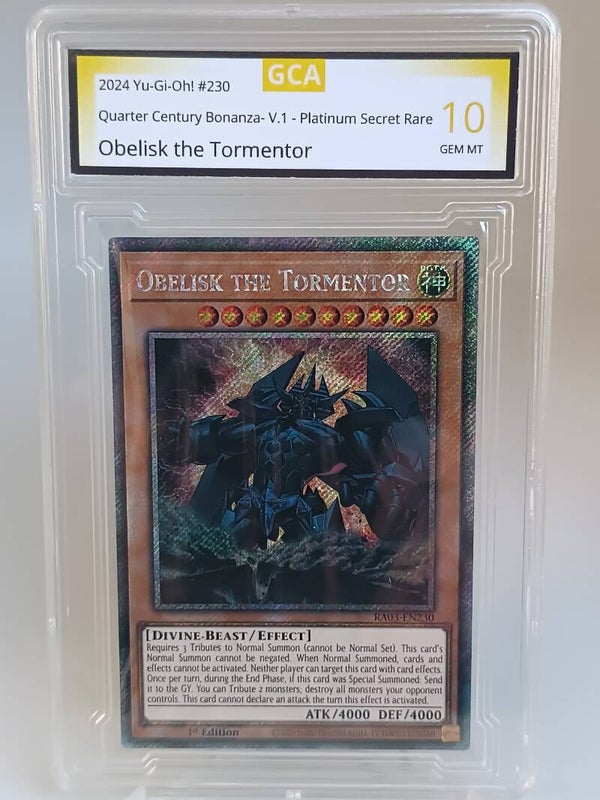 GCA
2024 Yu-Gi-Oh! #230
Quarter Century Bonanza- V.1 - Platinum Secret Rare
10
Obelisk the Tormentor
GEM MT
OBELISK THE TORMENTOR
神
RA03-EN230
[DIVINE-BEAST/EFFECT]
Requires 3 Tributes to Normal Summon (cannot be Normal Set). This card's
Normal Summon cannot be negated. When Normal Summoned, cards and
effects cannot be activated. Neither player can target this card with card effects.
Once per turn, during the End Phase, if this card was Special Summoned: Send
it to the GY. You can Tribute 2 monsters; destroy all monsters your opponent
controls. This card cannot declare an attack the turn this effect is activated.
ATK/4000 DEF/4000
1st Edition